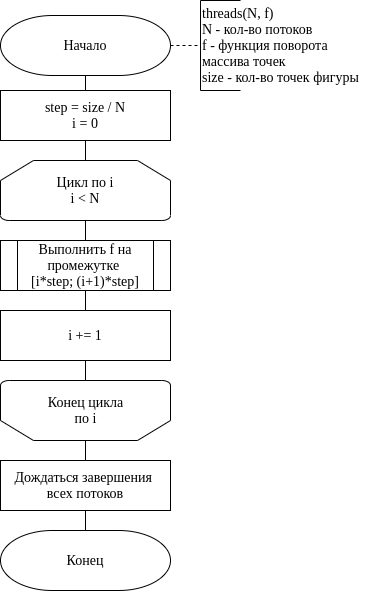 Начало
threads(N, f)
N - кол-во потоков
f - функция поворота
массива точек
size - кол-во точек фигуры
step = size / N
i = 0
Цикл по i
i < N
Выполнить f на
промежутке
[i*step; (i+1)*step]
i += 1
Конец цикла
по i
Дождаться завершения
всех потоков
Конец